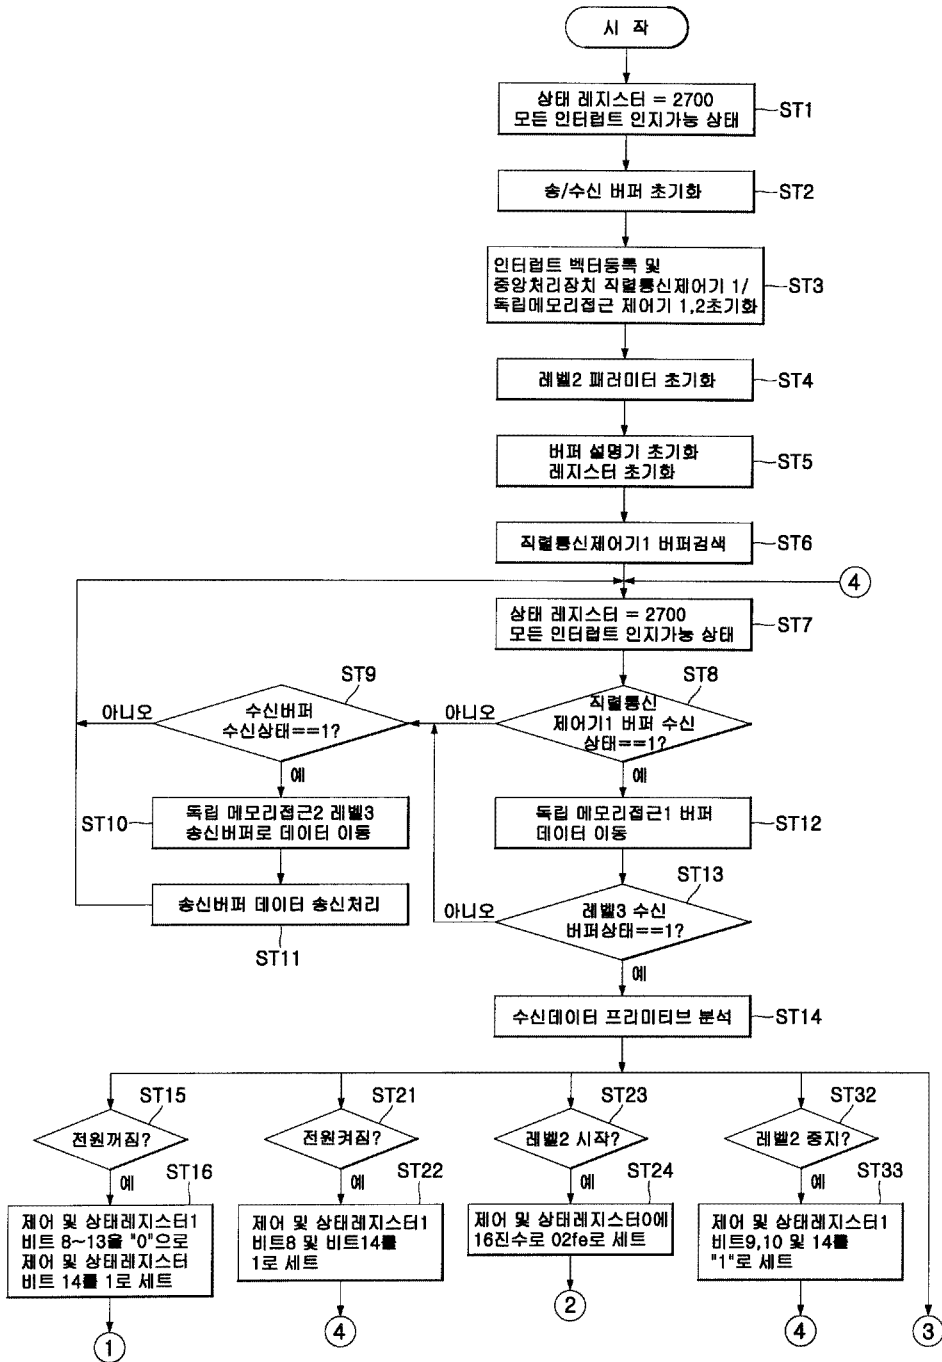 시 작
상태 레지스터 = 2700
모든 인터럽트 인지가능 상태
ST1
송/수신 버퍼 초기화
ST2
인터럽트 벡터등록 및
중앙처리장치 직렬통신제어기 1/
독립메모리접근 제어기 1,2초기화
ST3
레벨2 패러미터 초기화
ST4
버퍼 설명기 초기화
레지스터 초기화
ST5
직렬통신제어기1 버퍼검색
ST6
4
상태 레지스터 = 2700
모든 인터럽트 인지가능 상태
ST7
ST9
ST8
아니오
수신버퍼
수신상태==1?
아니오
직렬통신
제어기1 버퍼 수신
상태==1?
예
예
ST10
독립 메모리접근2 레벨3
송신버퍼로 데이터 이동
독립 메모리접근1 버퍼
데이터 이동
ST12
송신버퍼 데이터 송신처리
ST11
ST13
아니오
레벨3 수신
버퍼상태==1?
예
수신데이터 프리미티브 분석
ST14
ST15
ST21
ST23
ST32
전원꺼짐?
전원켜짐?
레벨2 시작?
레벨2 중지?
예
ST16
예
ST22
예
ST24
예
ST33
제어 및 상태레지스터1
비트 8~13을 "0"으로
제어 및 상태레지스터
비트 14를 1로 세트
제어 및 상태레지스터1
비트8 및 비트14를
1로 세트
제어 및 상태레지스터0에
16진수로 02fe로 세트
제어 및 상태레지스터1
비트9,10 및 14를
"1"로 세트
1
4
2
4
3